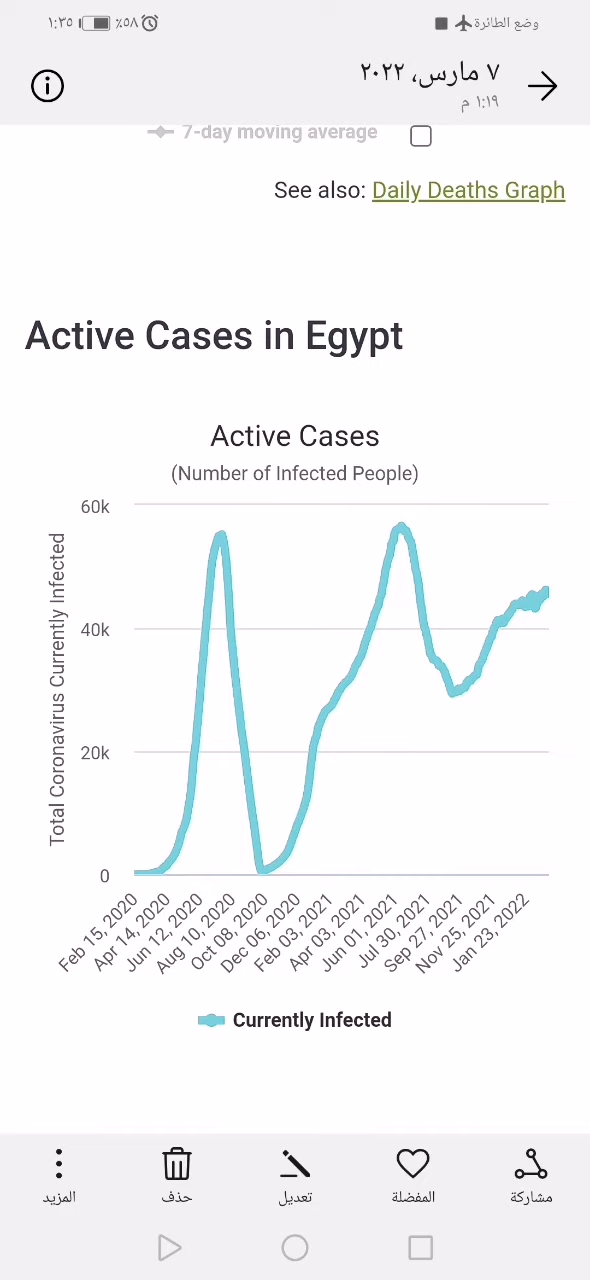 ١:٣٥ ٪٥٨ وضع الطائرة
٧ مارس، ٢٠٢٢
١:١٩ م
7-day moving average
See also: Daily Deaths Graph
Active Cases in Egypt
Active Cases
(Number of Infected People)
Total Coronavirus Currently Infected
60k
40k
20k
0
Feb 15, 2020
Apr 14, 2020
Jun 12, 2020
Aug 10, 2020
Oct 08, 2020
Dec 06, 2020
Feb 03, 2021
Apr 03, 2021
Jun 01, 2021
Jul 30, 2021
Sep 27, 2021
Nov 25, 2021
Jan 23, 2022
Currently Infected
مشاركة
المفضلة
تعديل
حذف
المزيد